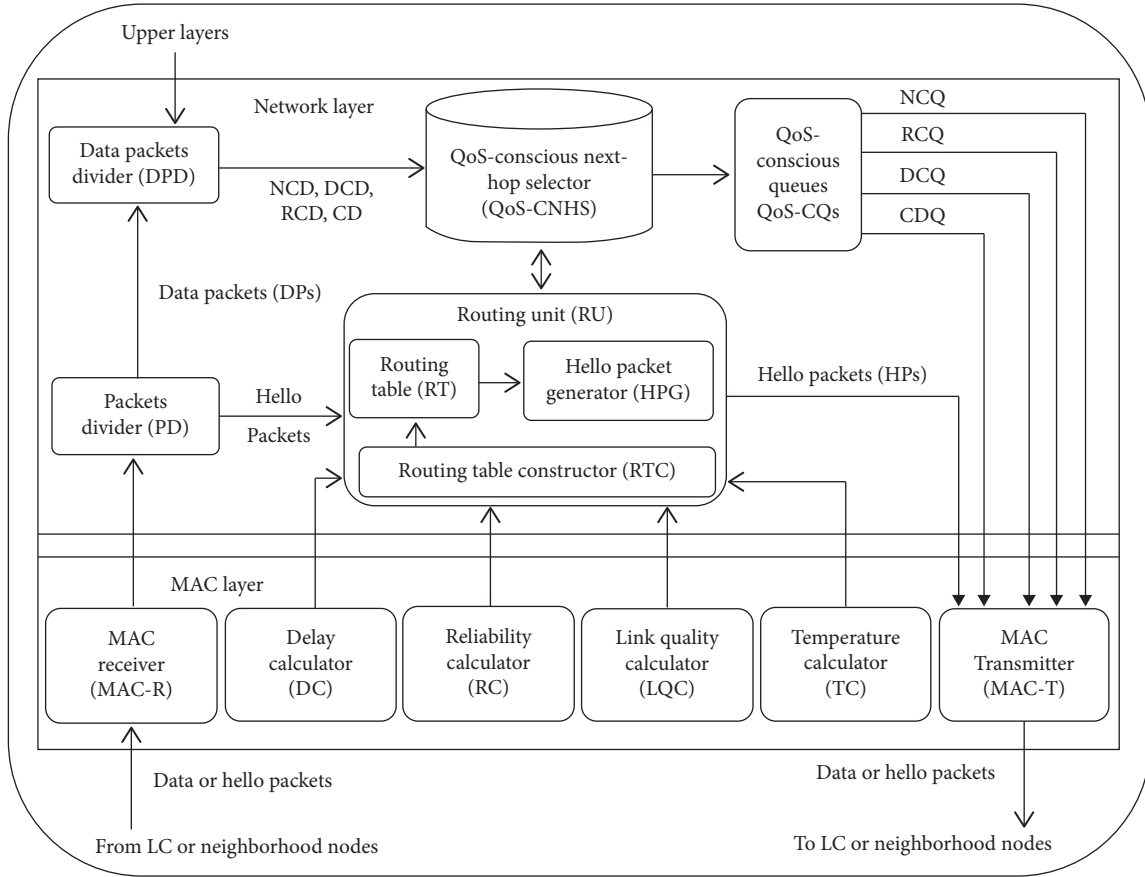 Upper layers
Network layer
Data packets
divider (DPD)
NCD, DCD,
RCD, CD
QoS-conscious next-
hop selector
(QoS-CNHS)
QoS-
conscious
queues
QoS-CQs
NCQ
RCQ
DCQ
CDQ
Data packets (DPs)
Routing unit (RU)
Routing
table (RT)
Hello packet
generator (HPG)
Hello packets (HPs)
Packets
divider (PD)
Hello
Packets
Routing table constructor (RTC)
MAC layer
MAC
receiver
(MAC-R)
Delay
calculator
(DC)
Reliability
calculator
(RC)
Link quality
calculator
(LQC)
Temperature
calculator
(TC)
MAC
Transmitter
(MAC-T)
Data or hello packets
Data or hello packets
From LC or neighborhood nodes
To LC or neighborhood nodes